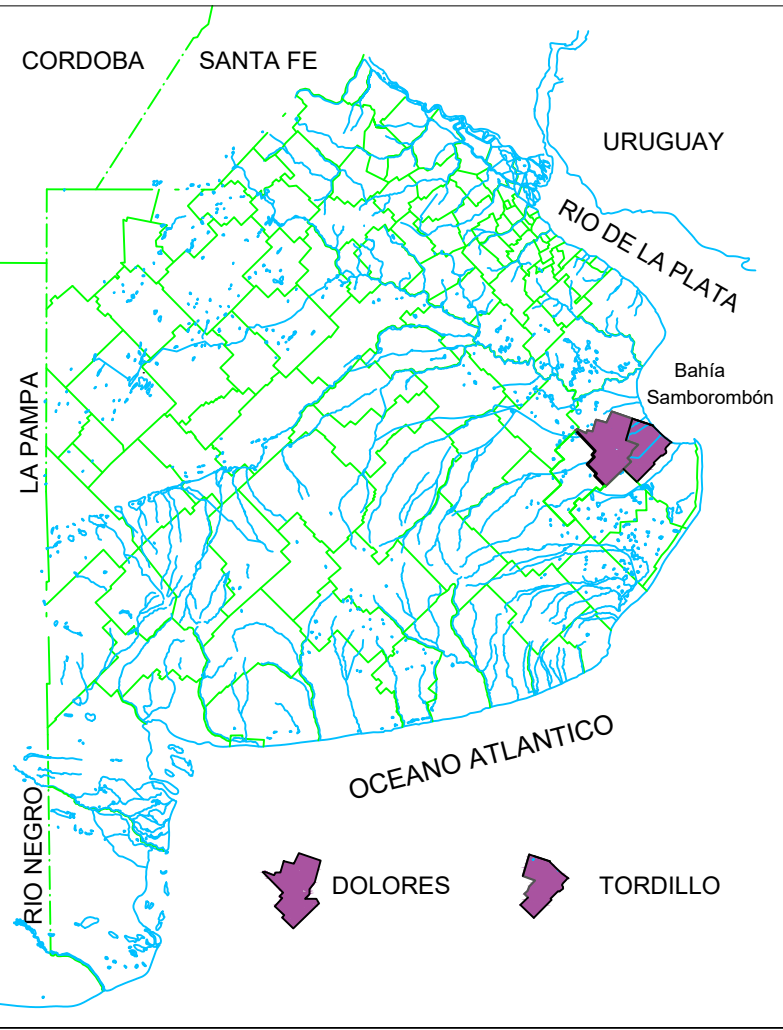 CORDOBA
SANTA FE
URUGUAY
RIO DE LA PLATA
Bahía
Samborombón
LA PAMPA
OCEANO ATLANTICO
RIO NEGRO
DOLORES
TORDILLO